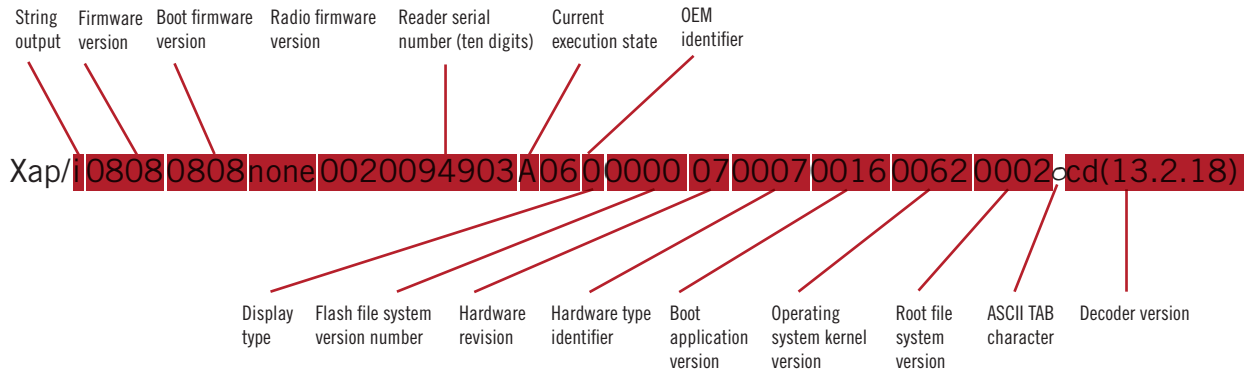 String output
Firmware version
Boot firmware version
Radio firmware version
Reader serial number (ten digits)
Current execution state
OEM identifier
Xap/i08080808none0020094903A060000007000700160062 0002cd(13.2.18)
Display type
Flash file system version number
Hardware revision
Hardware type identifier
Boot application version
Operating system kernel version
Root file system version
ASCII TAB character
Decoder version